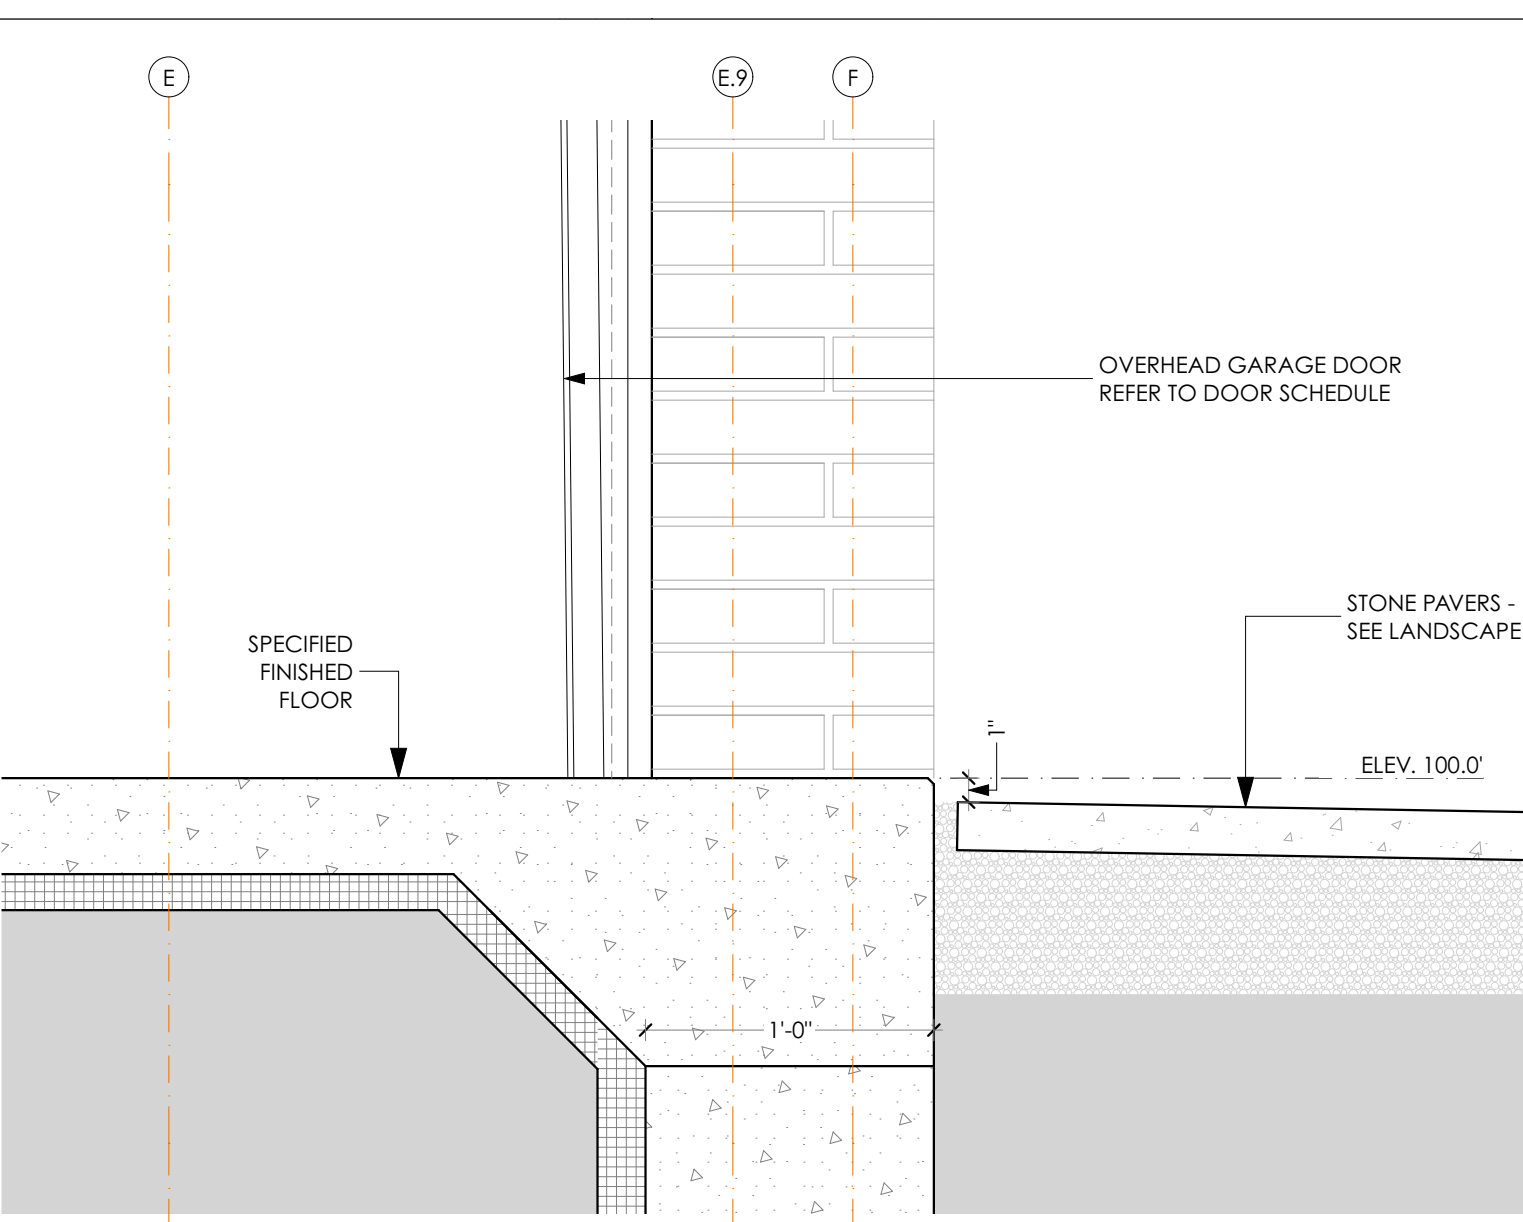 E
E.9
F
OVERHEAD GARAGE DOOR
REFER TO DOOR SCHEDULE
STONE PAVERS -
SEE LANDSCAPE
SPECIFIED
FINISHED
FLOOR
1"
ELEV. 100.0'
1'-0"